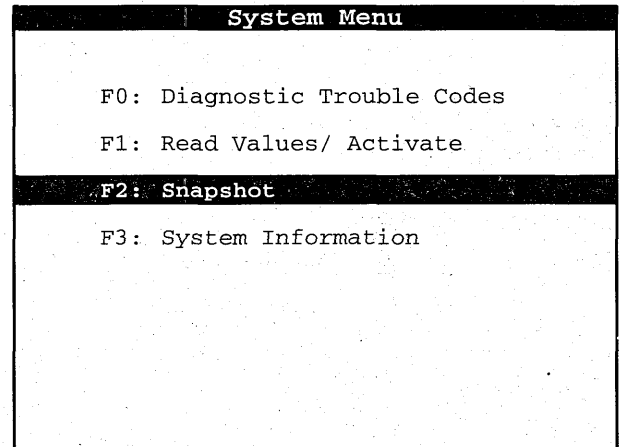 System Menu
F0: Diagnostic Trouble Codes
F1: Read Values/ Activate
F2: Snapshot
F3: System Information